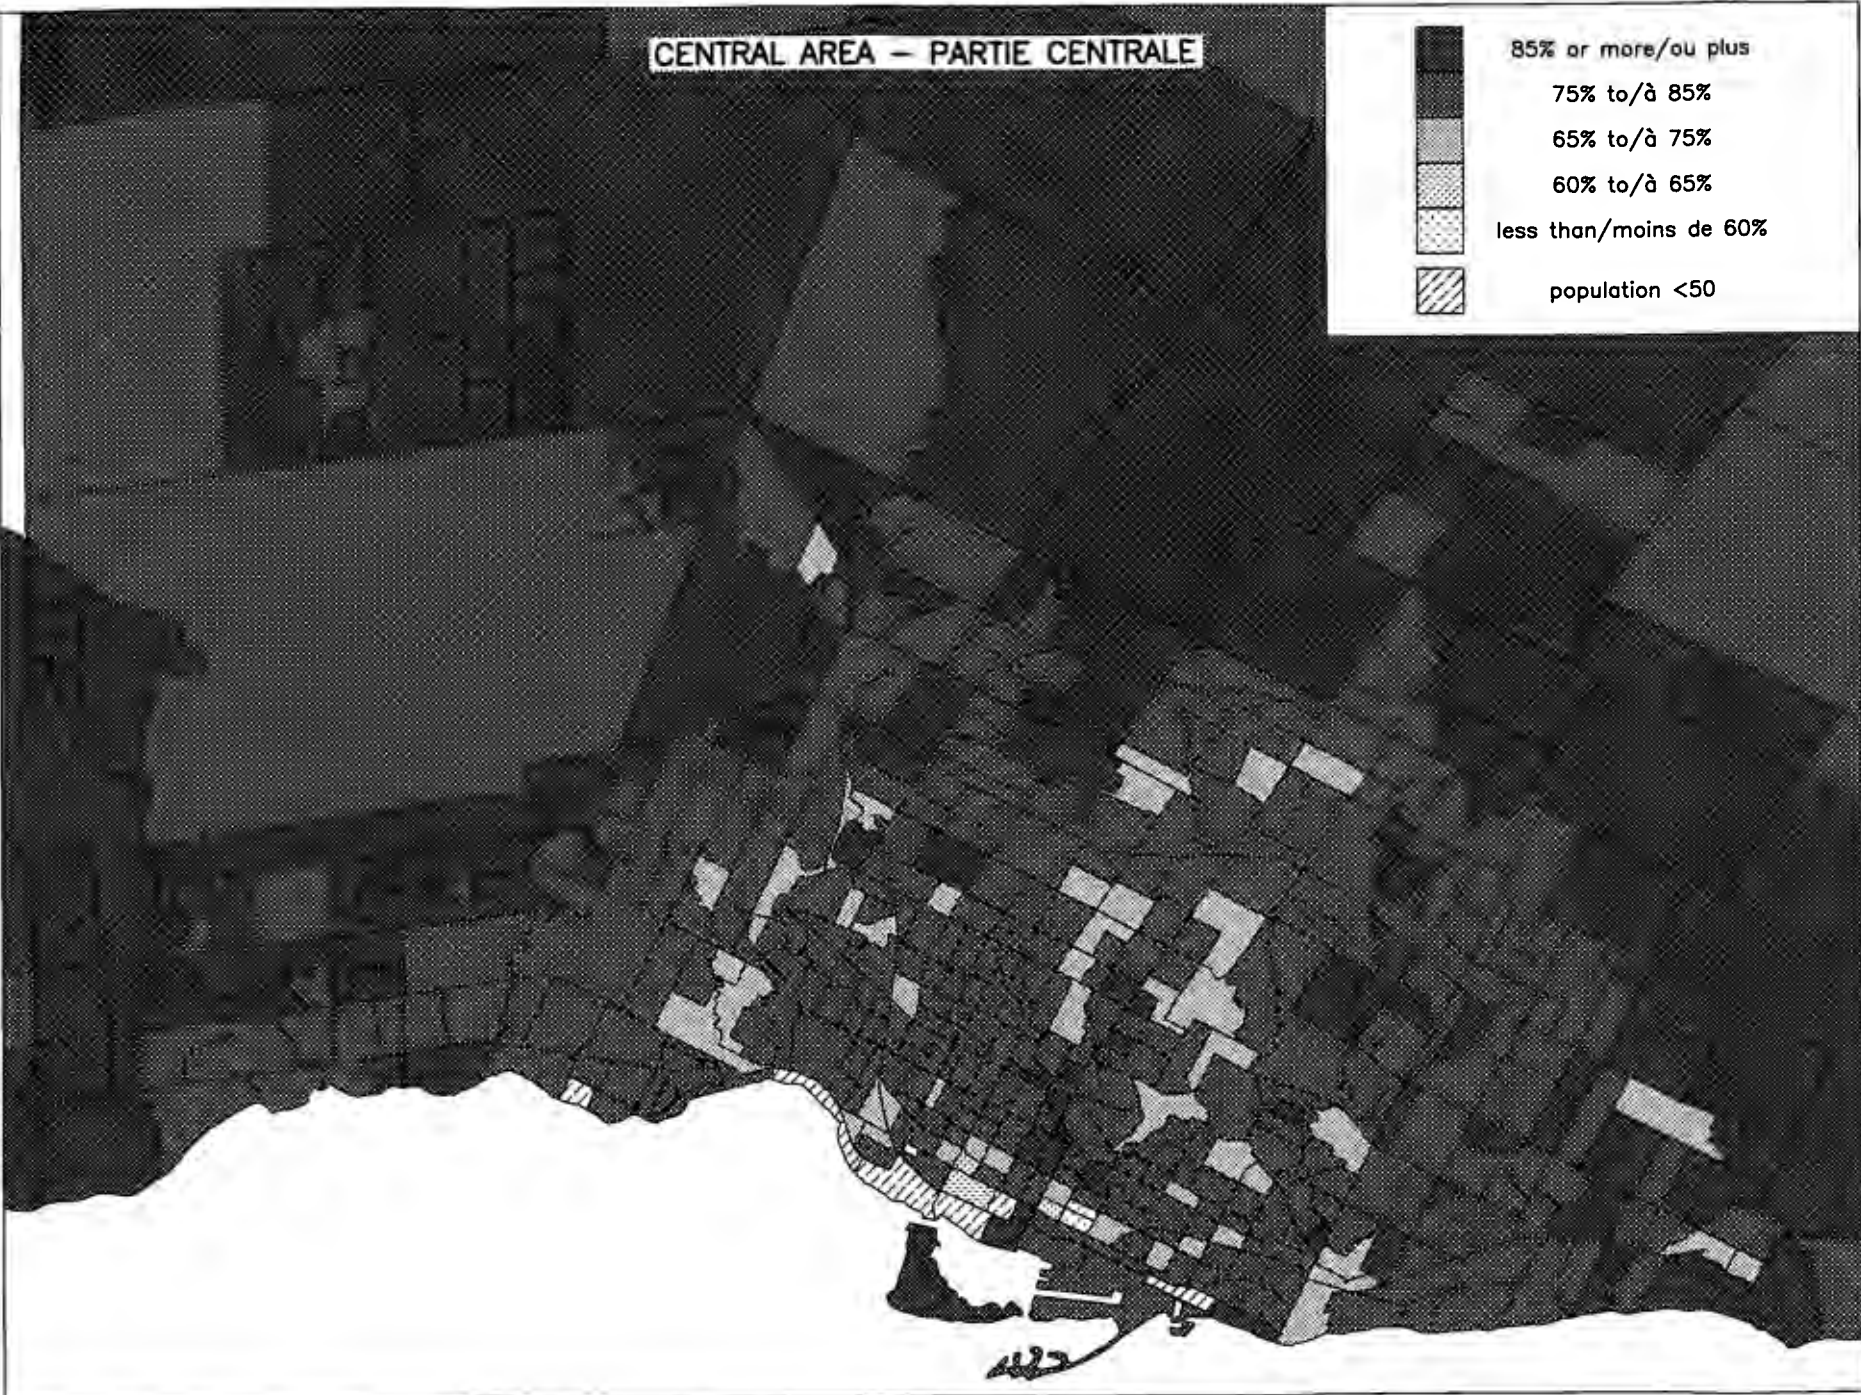 CENTRAL AREA – PARTIE CENTRALE
85% or more/ou plus
75% to/à 85%
65% to/à 75%
60% to/à 65%
less than/moins de 60%
population <50